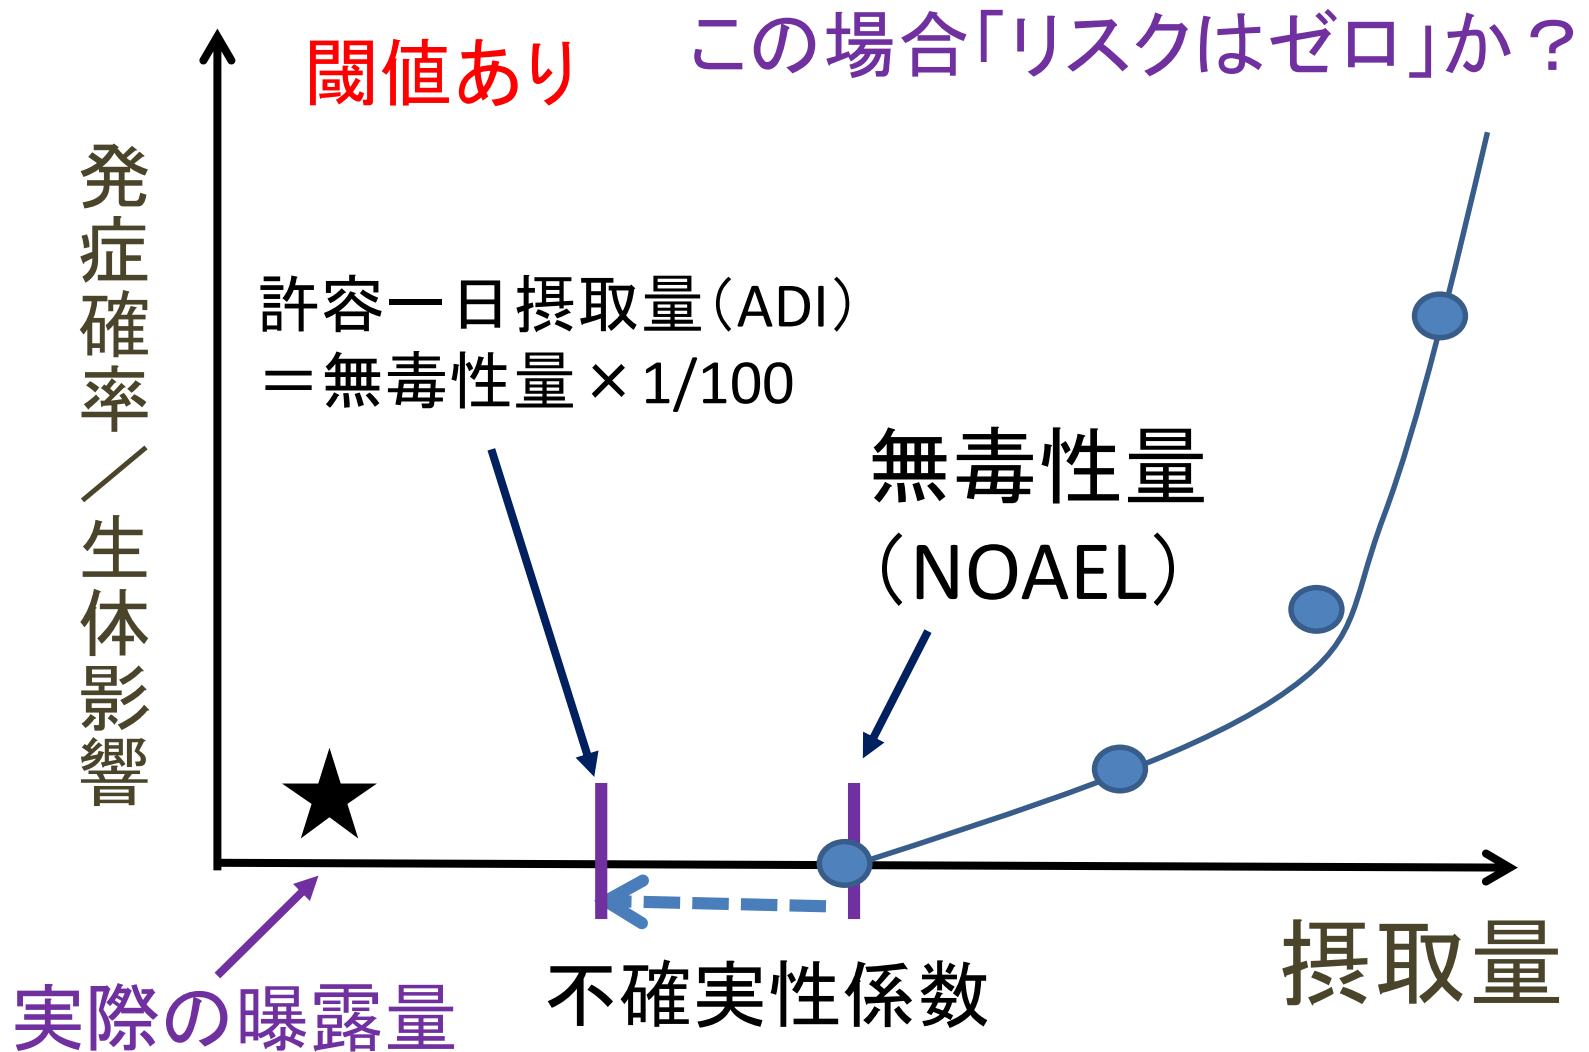 閾値あり
この場合「リスクはゼロ」か？
発症確率／生体影響
許容一日摂取量（ADI）
＝無毒性量×1/100
無毒性量
（NOAEL）
実際の曝露量
不確実性係数
摂取量